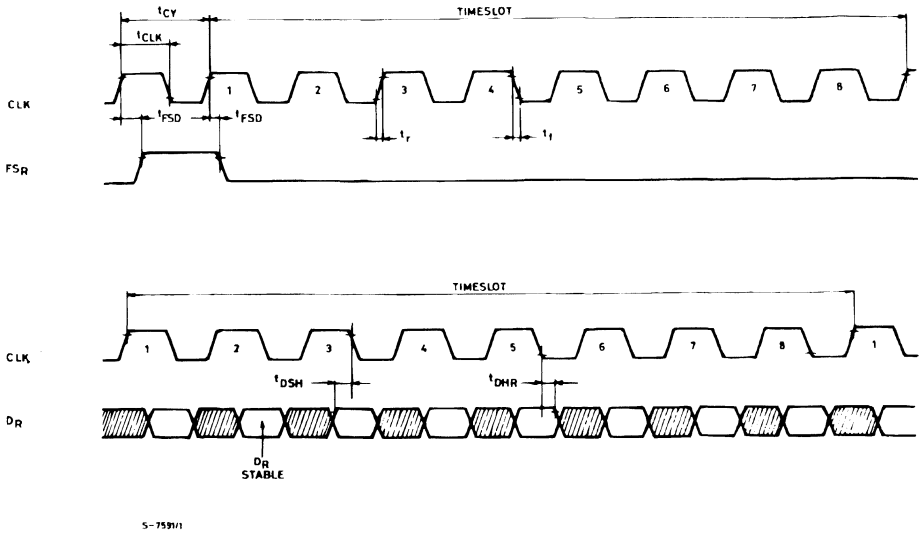 tCY TIMESLOT
tCLK
CLK 1 2 3 4 5 6 7 8
tFSD tFSD tr tf
FSR
TIMESLOT
CLK 1 2 3 4 5 6 7 8 1
tDSH tDHR
DR
DR
STABLE
S-7591/1